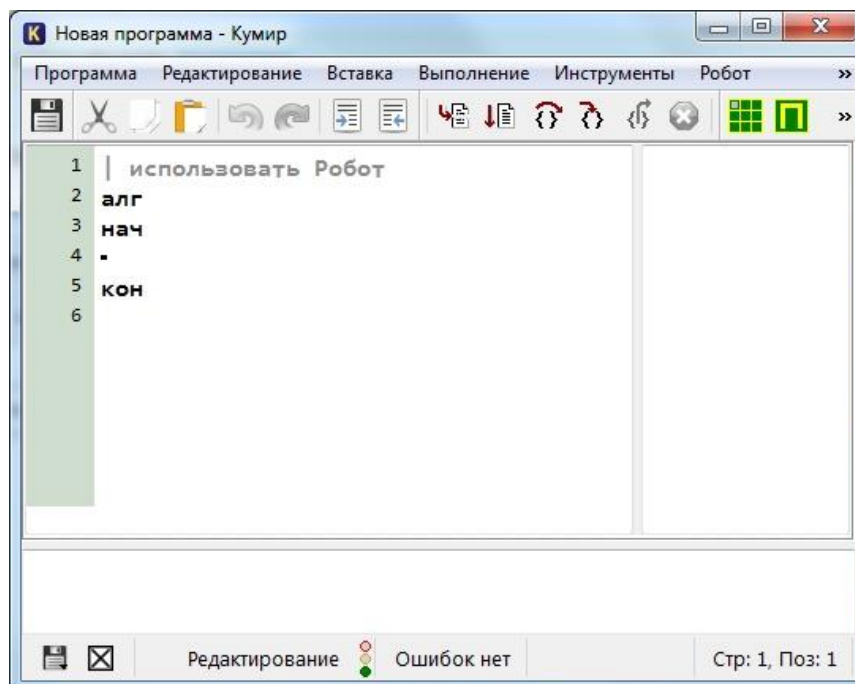 Новая программа - Кумир
Программа Редактирование Вставка Выполнение Инструменты Робот »
»
1 | использовать Робот
2 алг
3 нач
4 ▪
5 кон
6
Редактирование Ошибок нет Стр: 1, Поз: 1